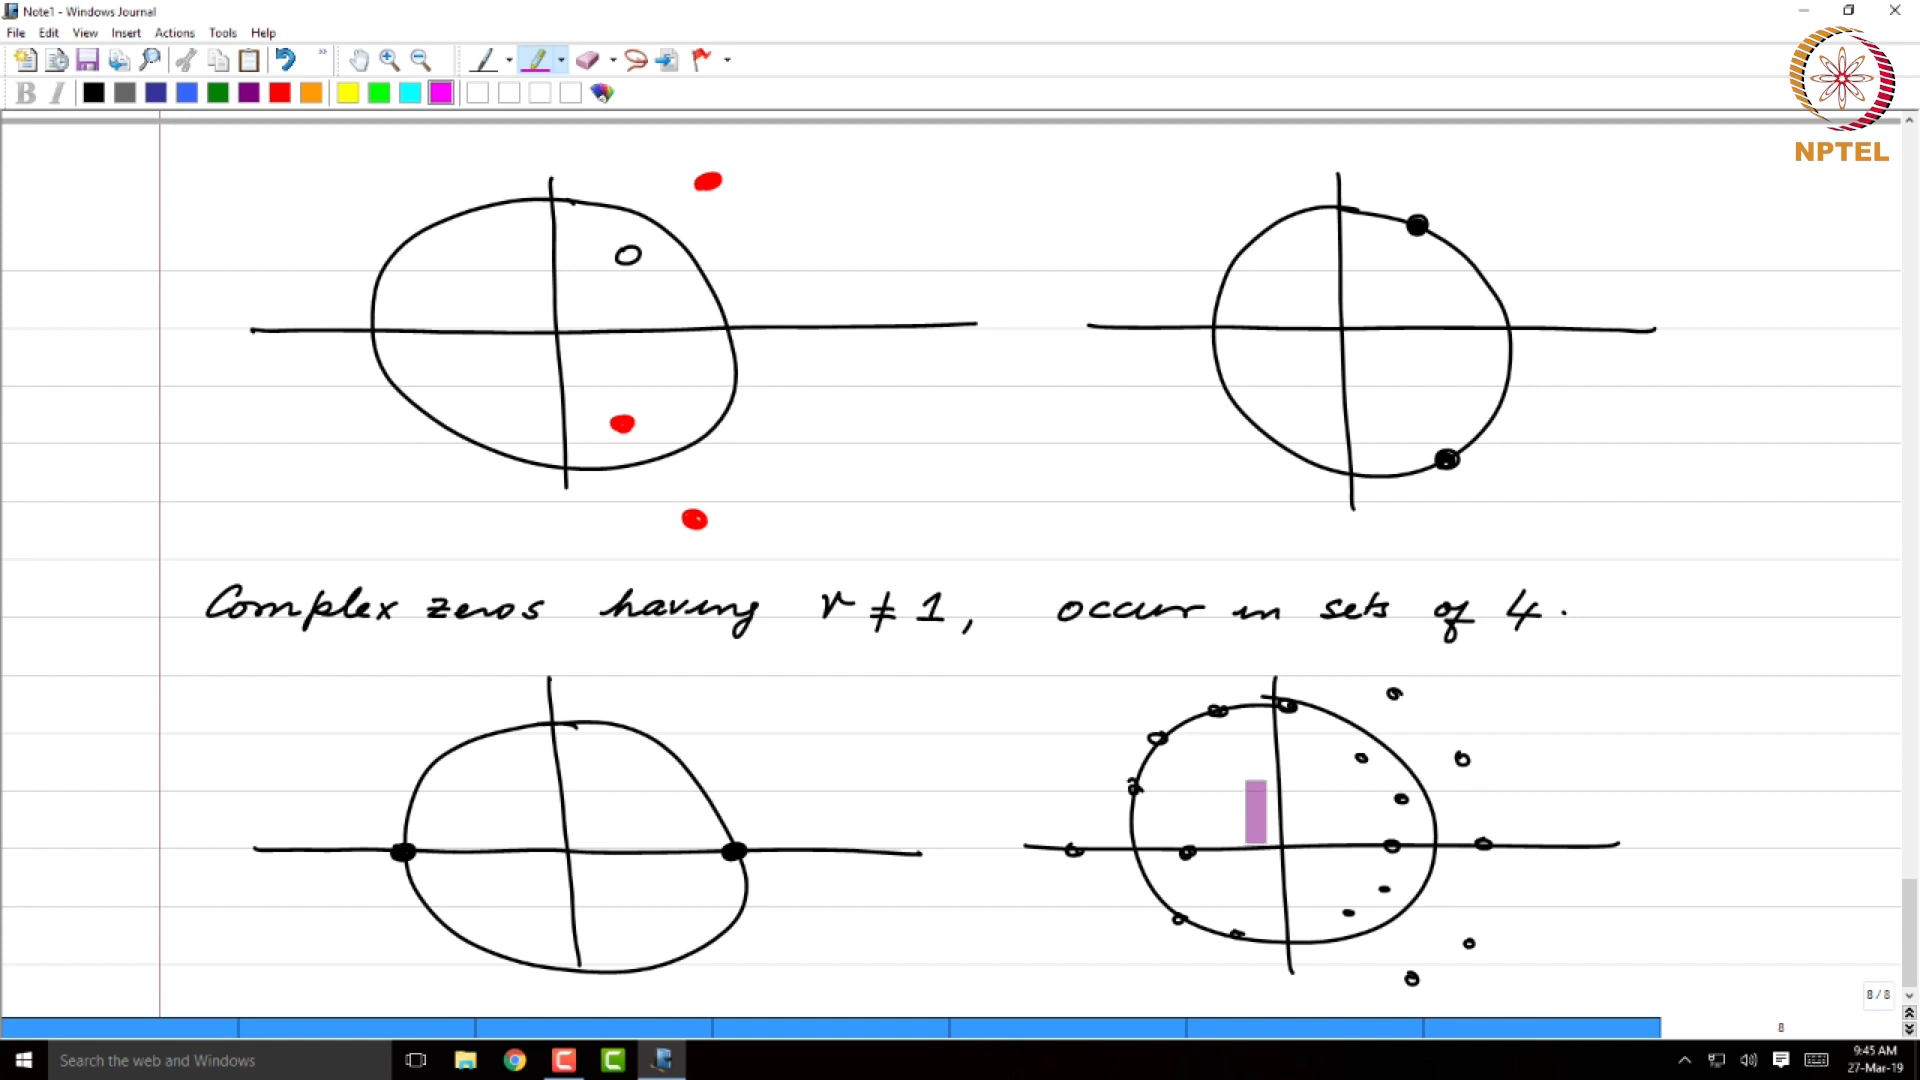 Note1 - Windows Journal
File Edit View Insert Actions Tools Help
B I
NPTEL
Complex zeros having r ≠ 1, occur in sets of 4.
8 / 8
8
Search the web and Windows
9:45 AM
27-Mar-19